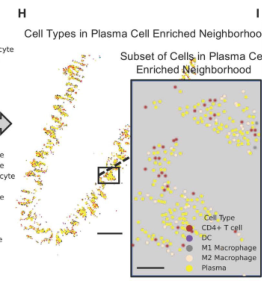 H
I
Cell Types in Plasma Cell Enriched Neighborhoo
Subset of Cells in Plasma Ce
Enriched Neighborhood
Cell Type
CD4+ T cell
DC
M1 Macrophage
M2 Macrophage
Plasma